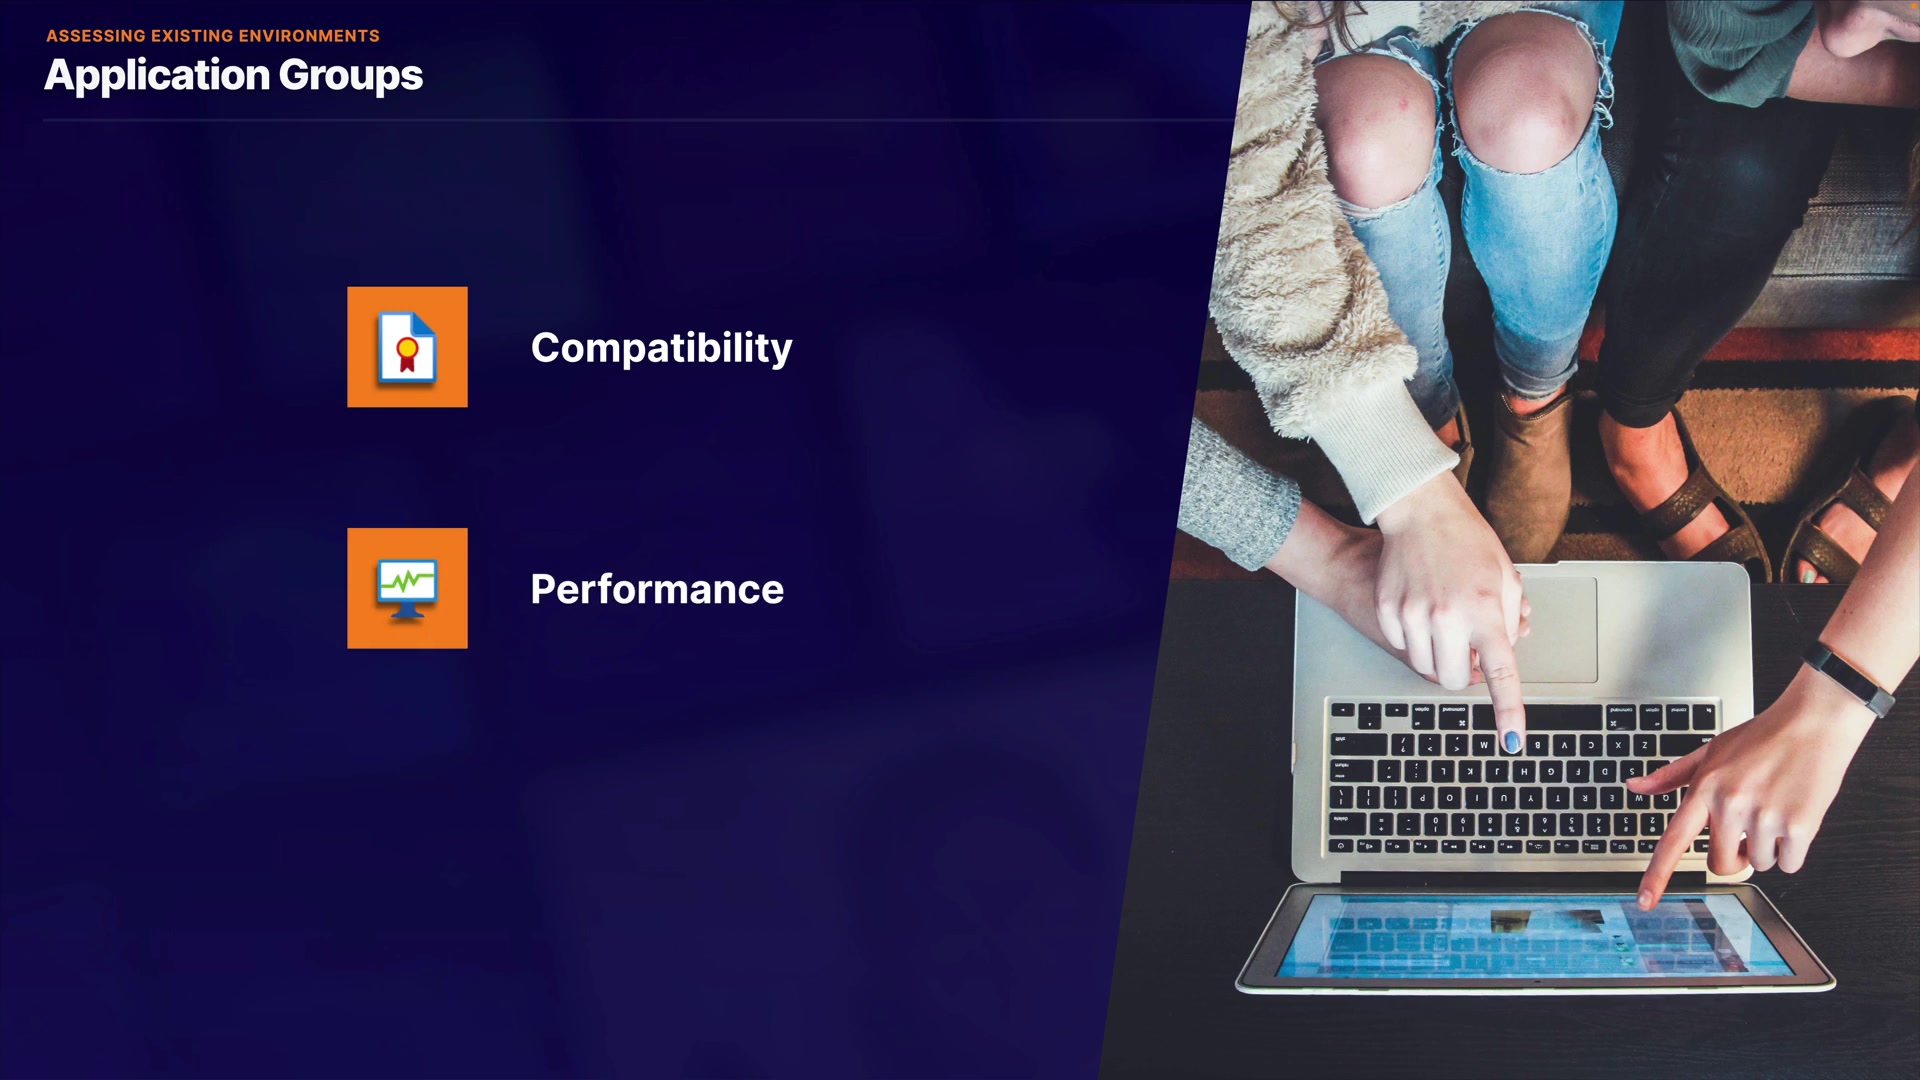 ASSESSING EXISTING ENVIRONMENTS
Application Groups
Compatibility
Performance